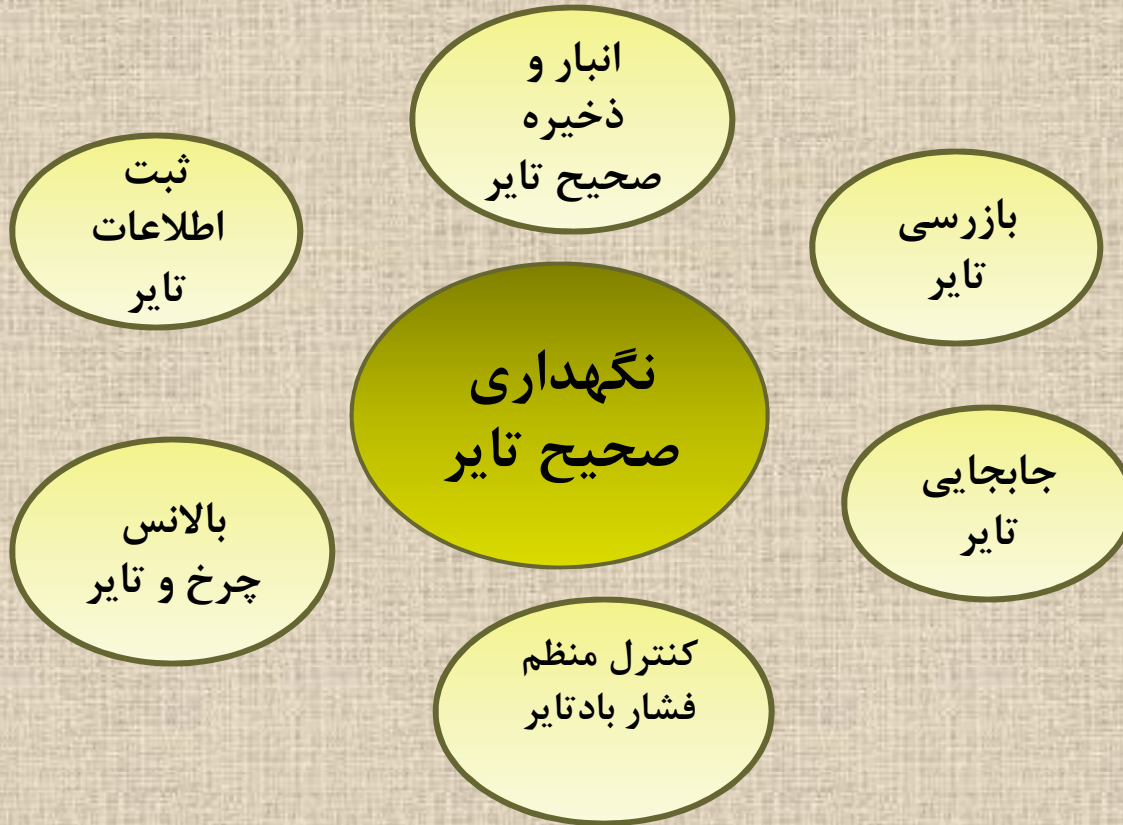 انبار و
ذخیره
صحیح تایر
بازرسی
تایر
ثبت
اطلاعات
تایر
نگهداری
صحیح تایر
جابجایی
تایر
بالانس
چرخ و تایر
کنترل منظم
فشار بادتایر